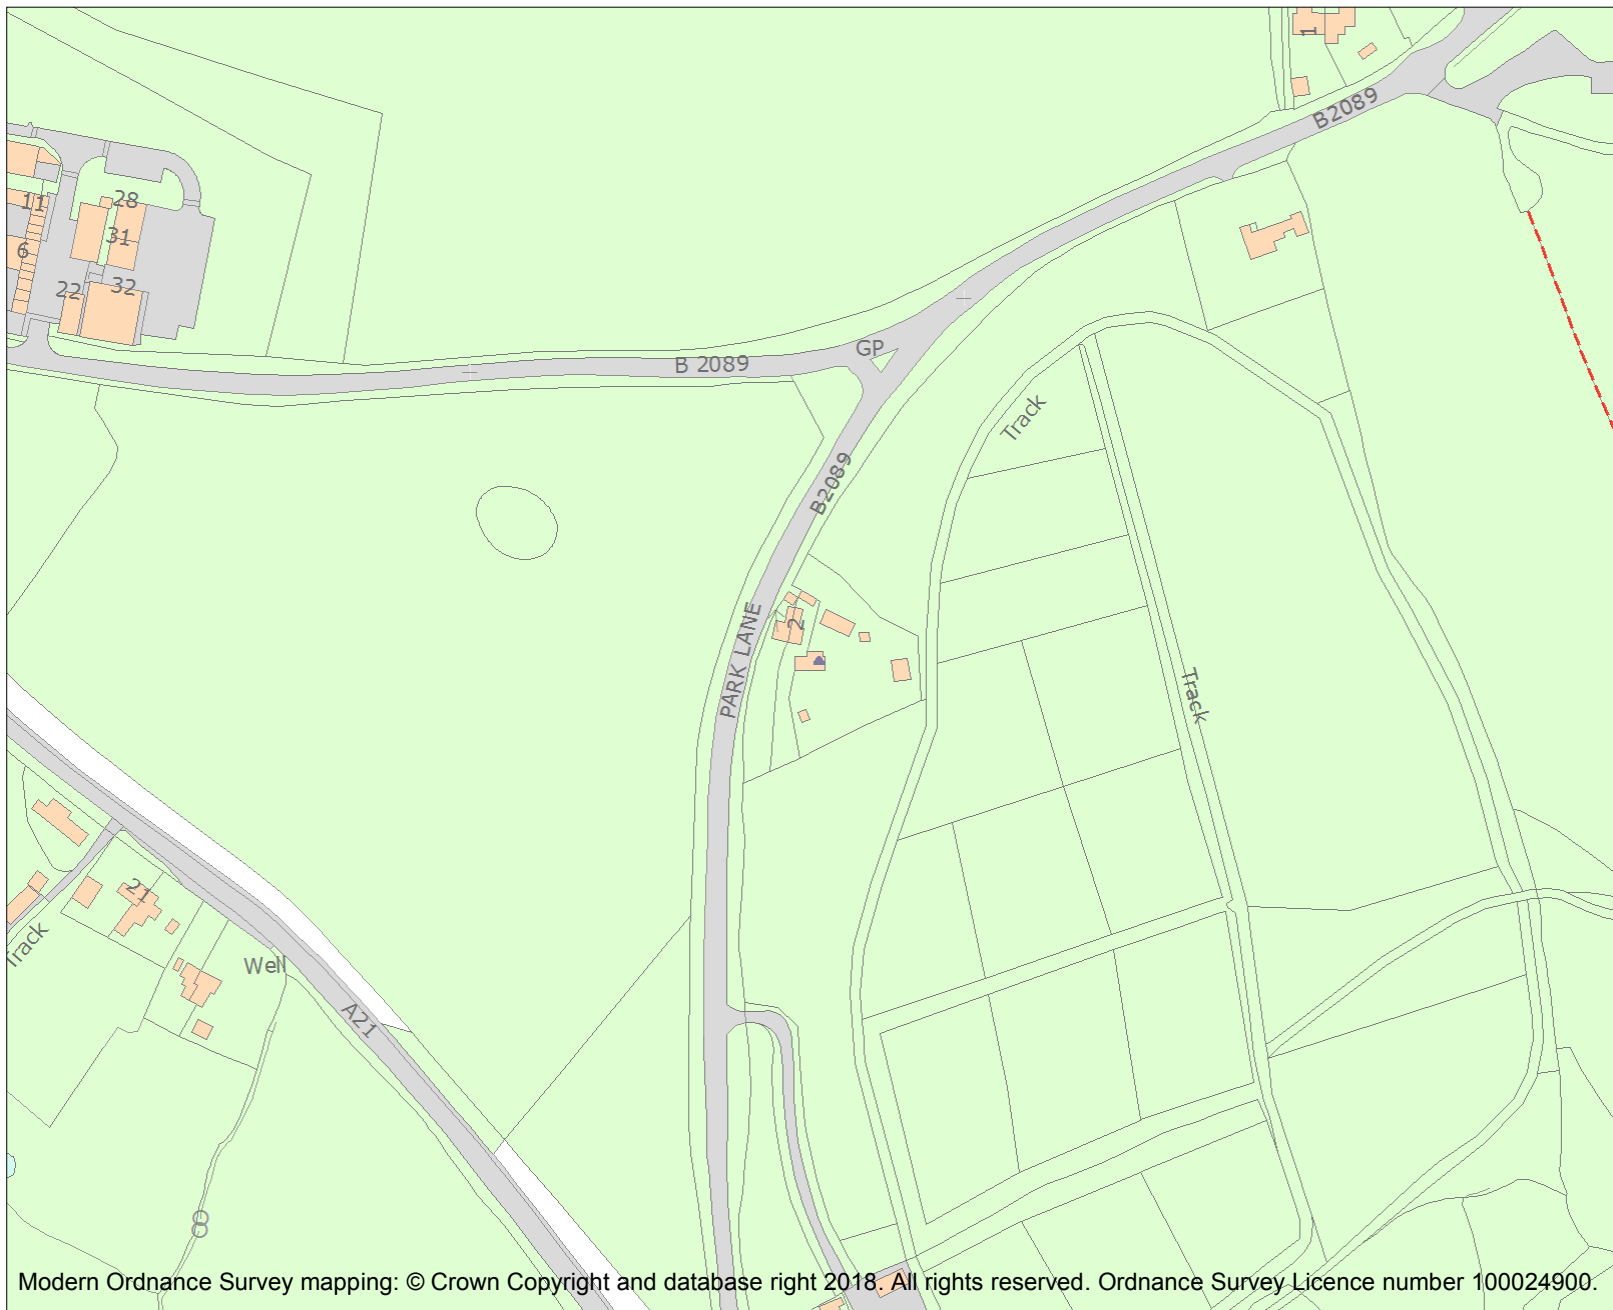 1
B2089
11
28
31
6
22
32
GP
B 2089
Track
B2089
2
PARK LANE
Track
21
Track
Well
A21
Modern Ordnance Survey mapping: © Crown Copyright and database right 2018. All rights reserved. Ordnance Survey Licence number 100024900.